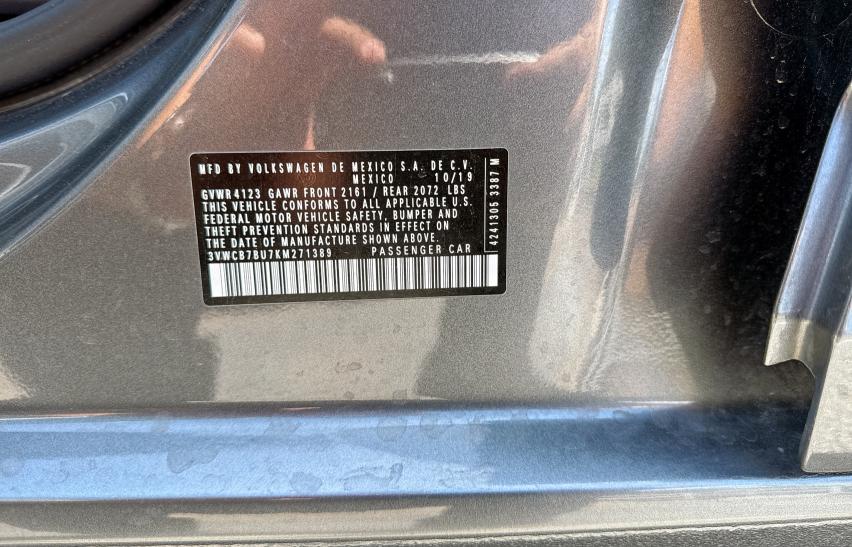 MFD BY VOLKSWAGEN DE MEXICO S.A. DE C.V.
MEXICO 10/19
GVWR 4123 GAWR FRONT 2161 / REAR 2072 LBS
THIS VEHICLE CONFORMS TO ALL APPLICABLE U.S.
FEDERAL MOTOR VEHICLE SAFETY, BUMPER AND
THEFT PREVENTION STANDARDS IN EFFECT ON
THE DATE OF MANUFACTURE SHOWN ABOVE.
3VWCB7BU7KM271389 PASSENGER CAR
4241305 3387 M